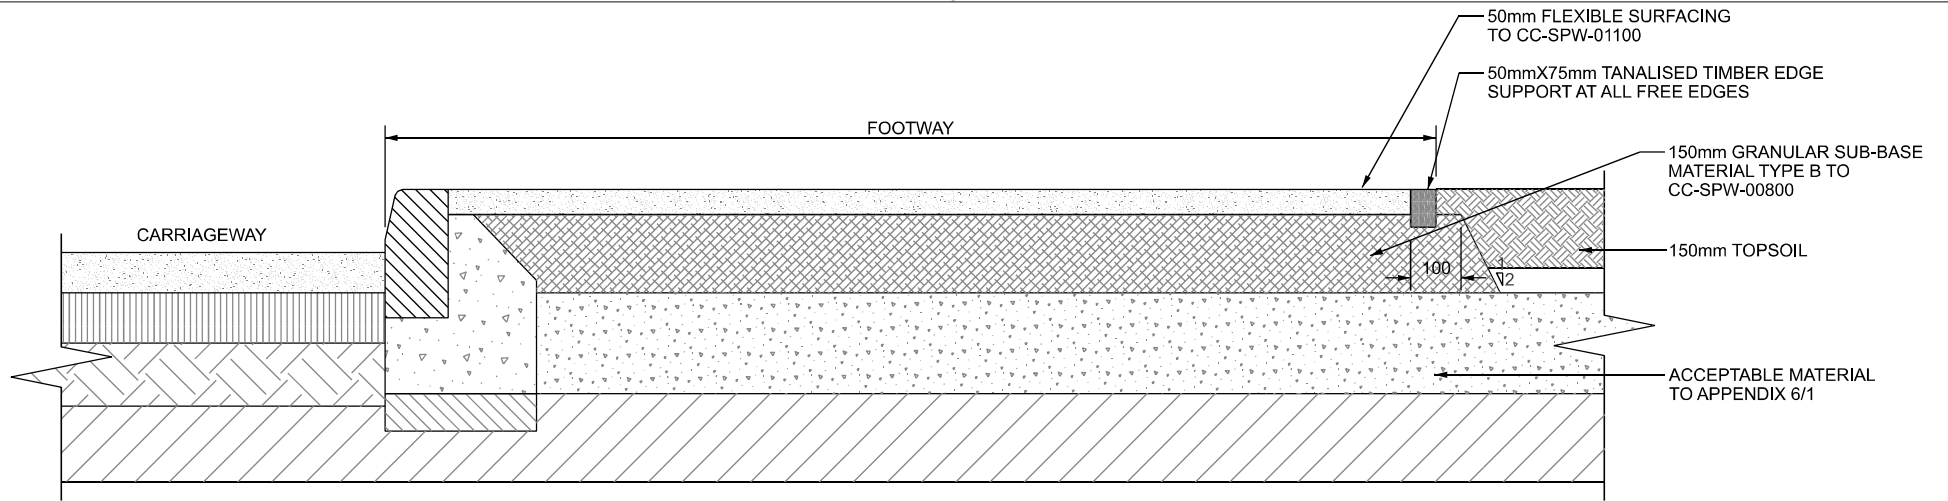 50mm FLEXIBLE SURFACING
TO CC-SPW-01100
50mmX75mm TANALISED TIMBER EDGE
SUPPORT AT ALL FREE EDGES
FOOTWAY
150mm GRANULAR SUB-BASE
MATERIAL TYPE B TO
CC-SPW-00800
CARRIAGEWAY
150mm TOPSOIL
100
1
2
ACCEPTABLE MATERIAL
TO APPENDIX 6/1